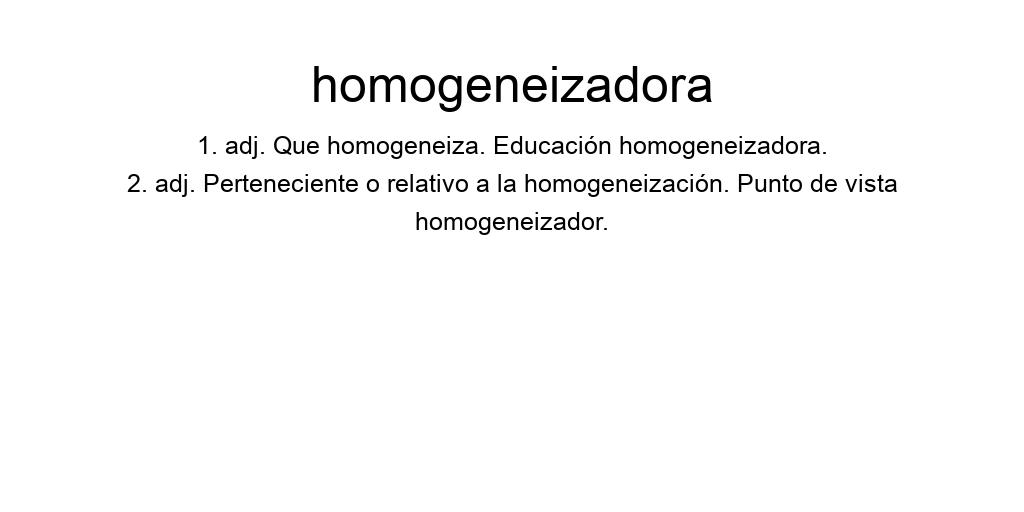 homogeneizadora
1. adj. Que homogeneiza. Educación homogeneizadora.
2. adj. Perteneciente o relativo a la homogeneización. Punto de vista
homogeneizador.